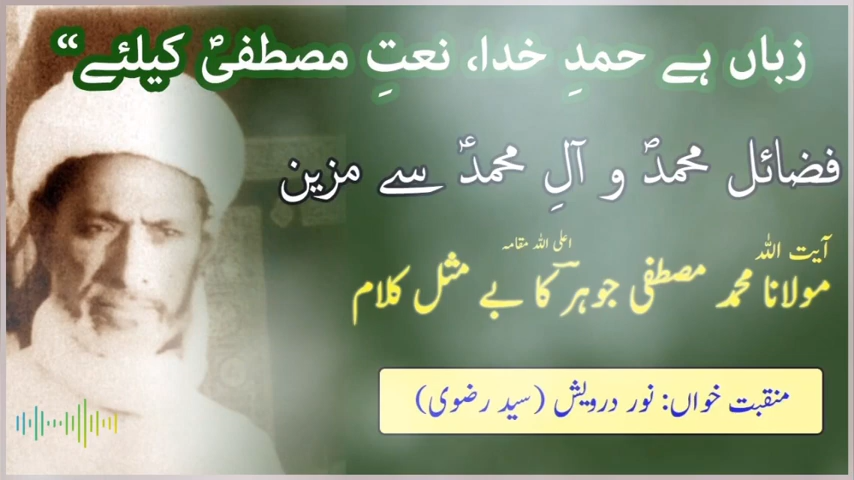 زباں ہے حمدِ خدا، نعتِ مصطفیٰؐ کیلئے“
فضائل محمدؐ و آلِ محمدؑ سے مزین
آیت اللہ
اعلی اللہ مقامہ
مولانا محمد مصطفی جوہر کا بے مثل کلام
منقبت خواں: نور درویش (سید رضوی)